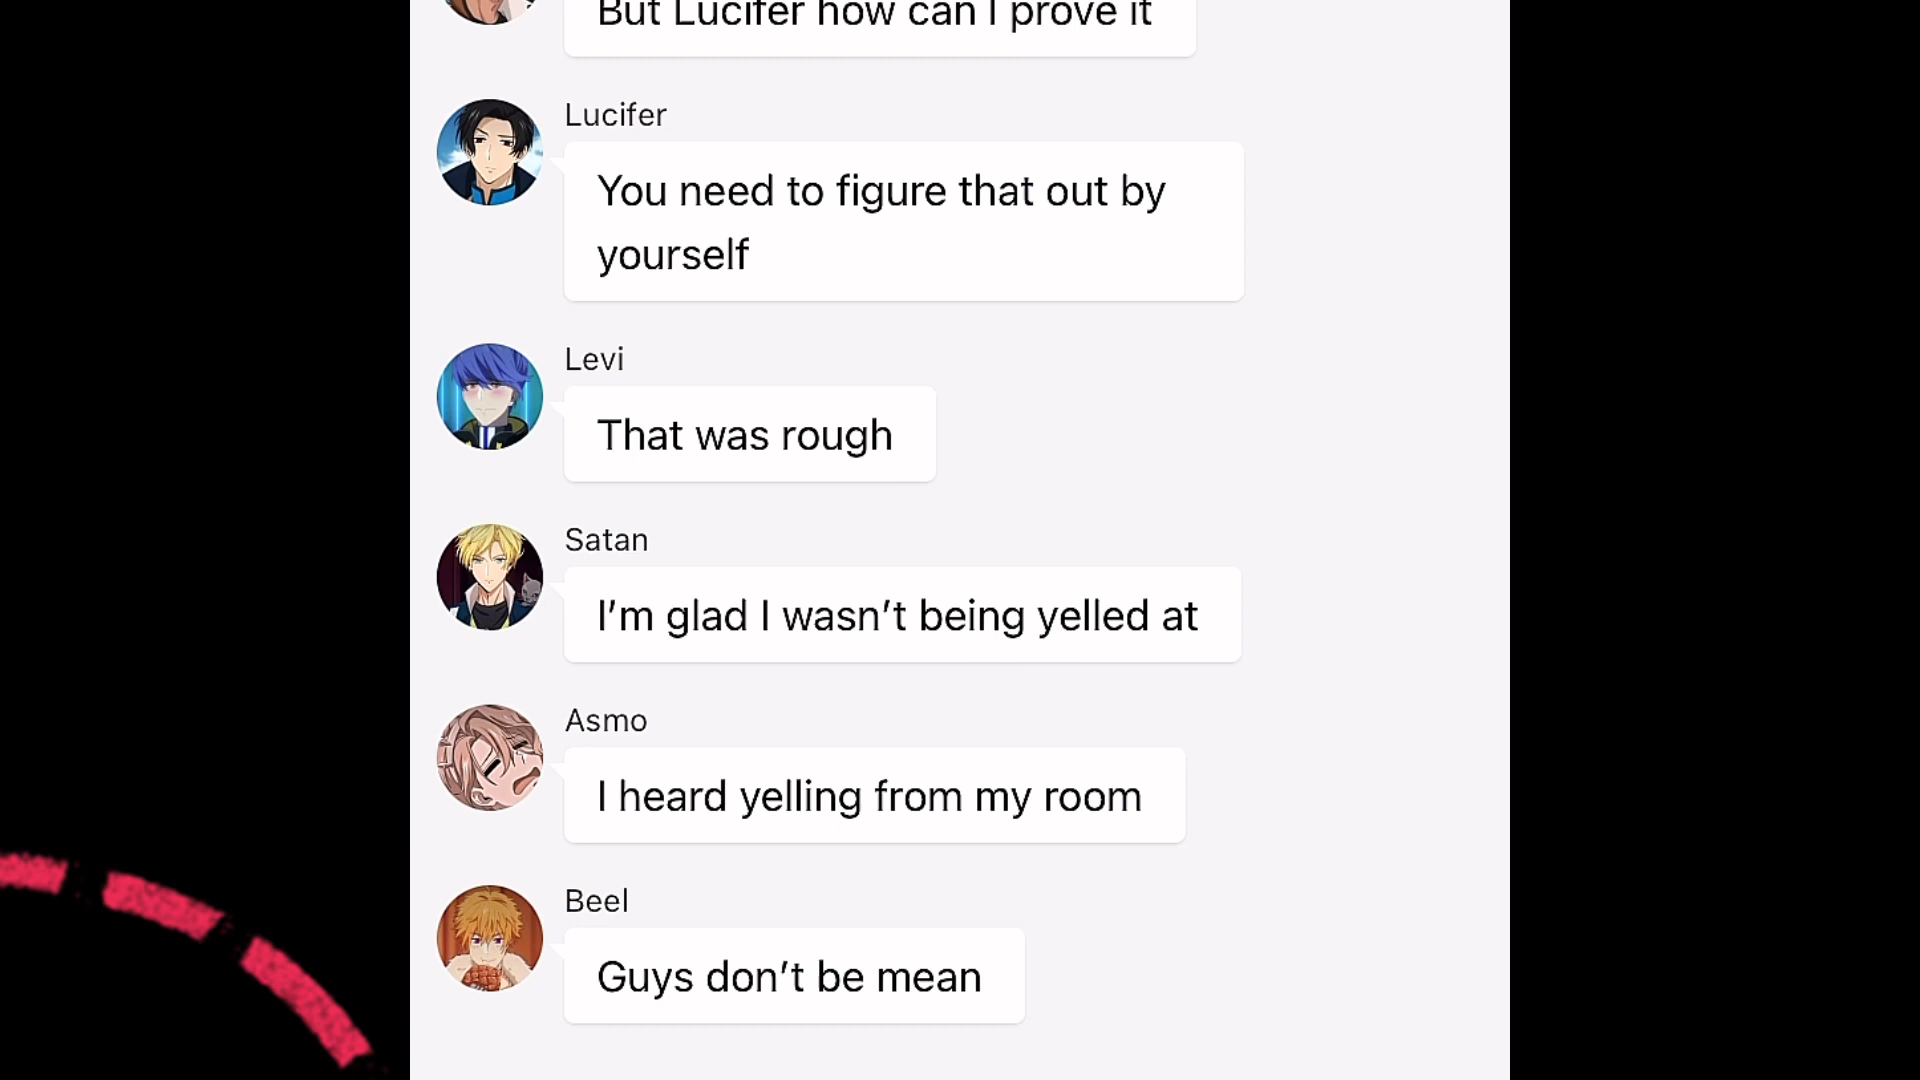 But Lucifer how can I prove it
Lucifer
You need to figure that out by
yourself
Levi
That was rough
Satan
I’m glad I wasn’t being yelled at
Asmo
I heard yelling from my room
Beel
Guys don’t be mean